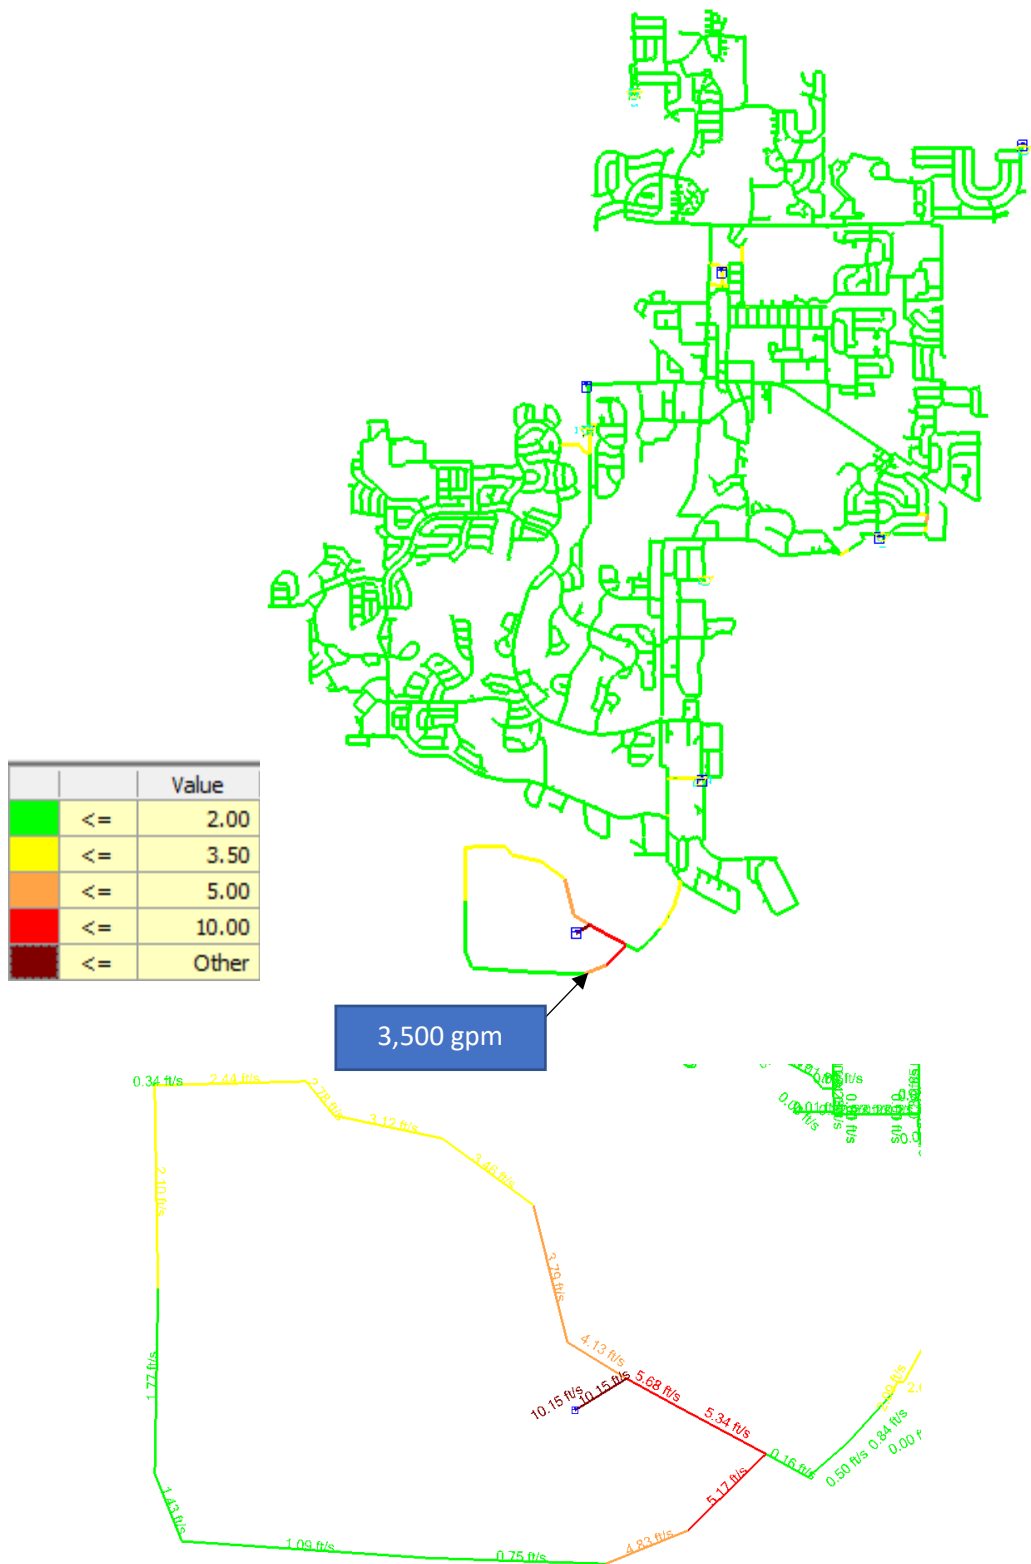 Value
<= 2.00
<= 3.50
<= 5.00
<= 10.00
<= Other
3,500 gpm
0.34 ft/s
2.44 ft/s
2.78 ft/s
3.12 ft/s
3.46 ft/s
2.10 ft/s
3.79 ft/s
1.77 ft/s
4.13 ft/s
10.15 ft/s
10.15 ft/s
5.68 ft/s
5.34 ft/s
0.16 ft/s
0.50 ft/s
0.84 ft/s
0.00 f
5.17 ft/s
1.43 ft/s
1.09 ft/s
0.75 ft/s
4.83 ft/s